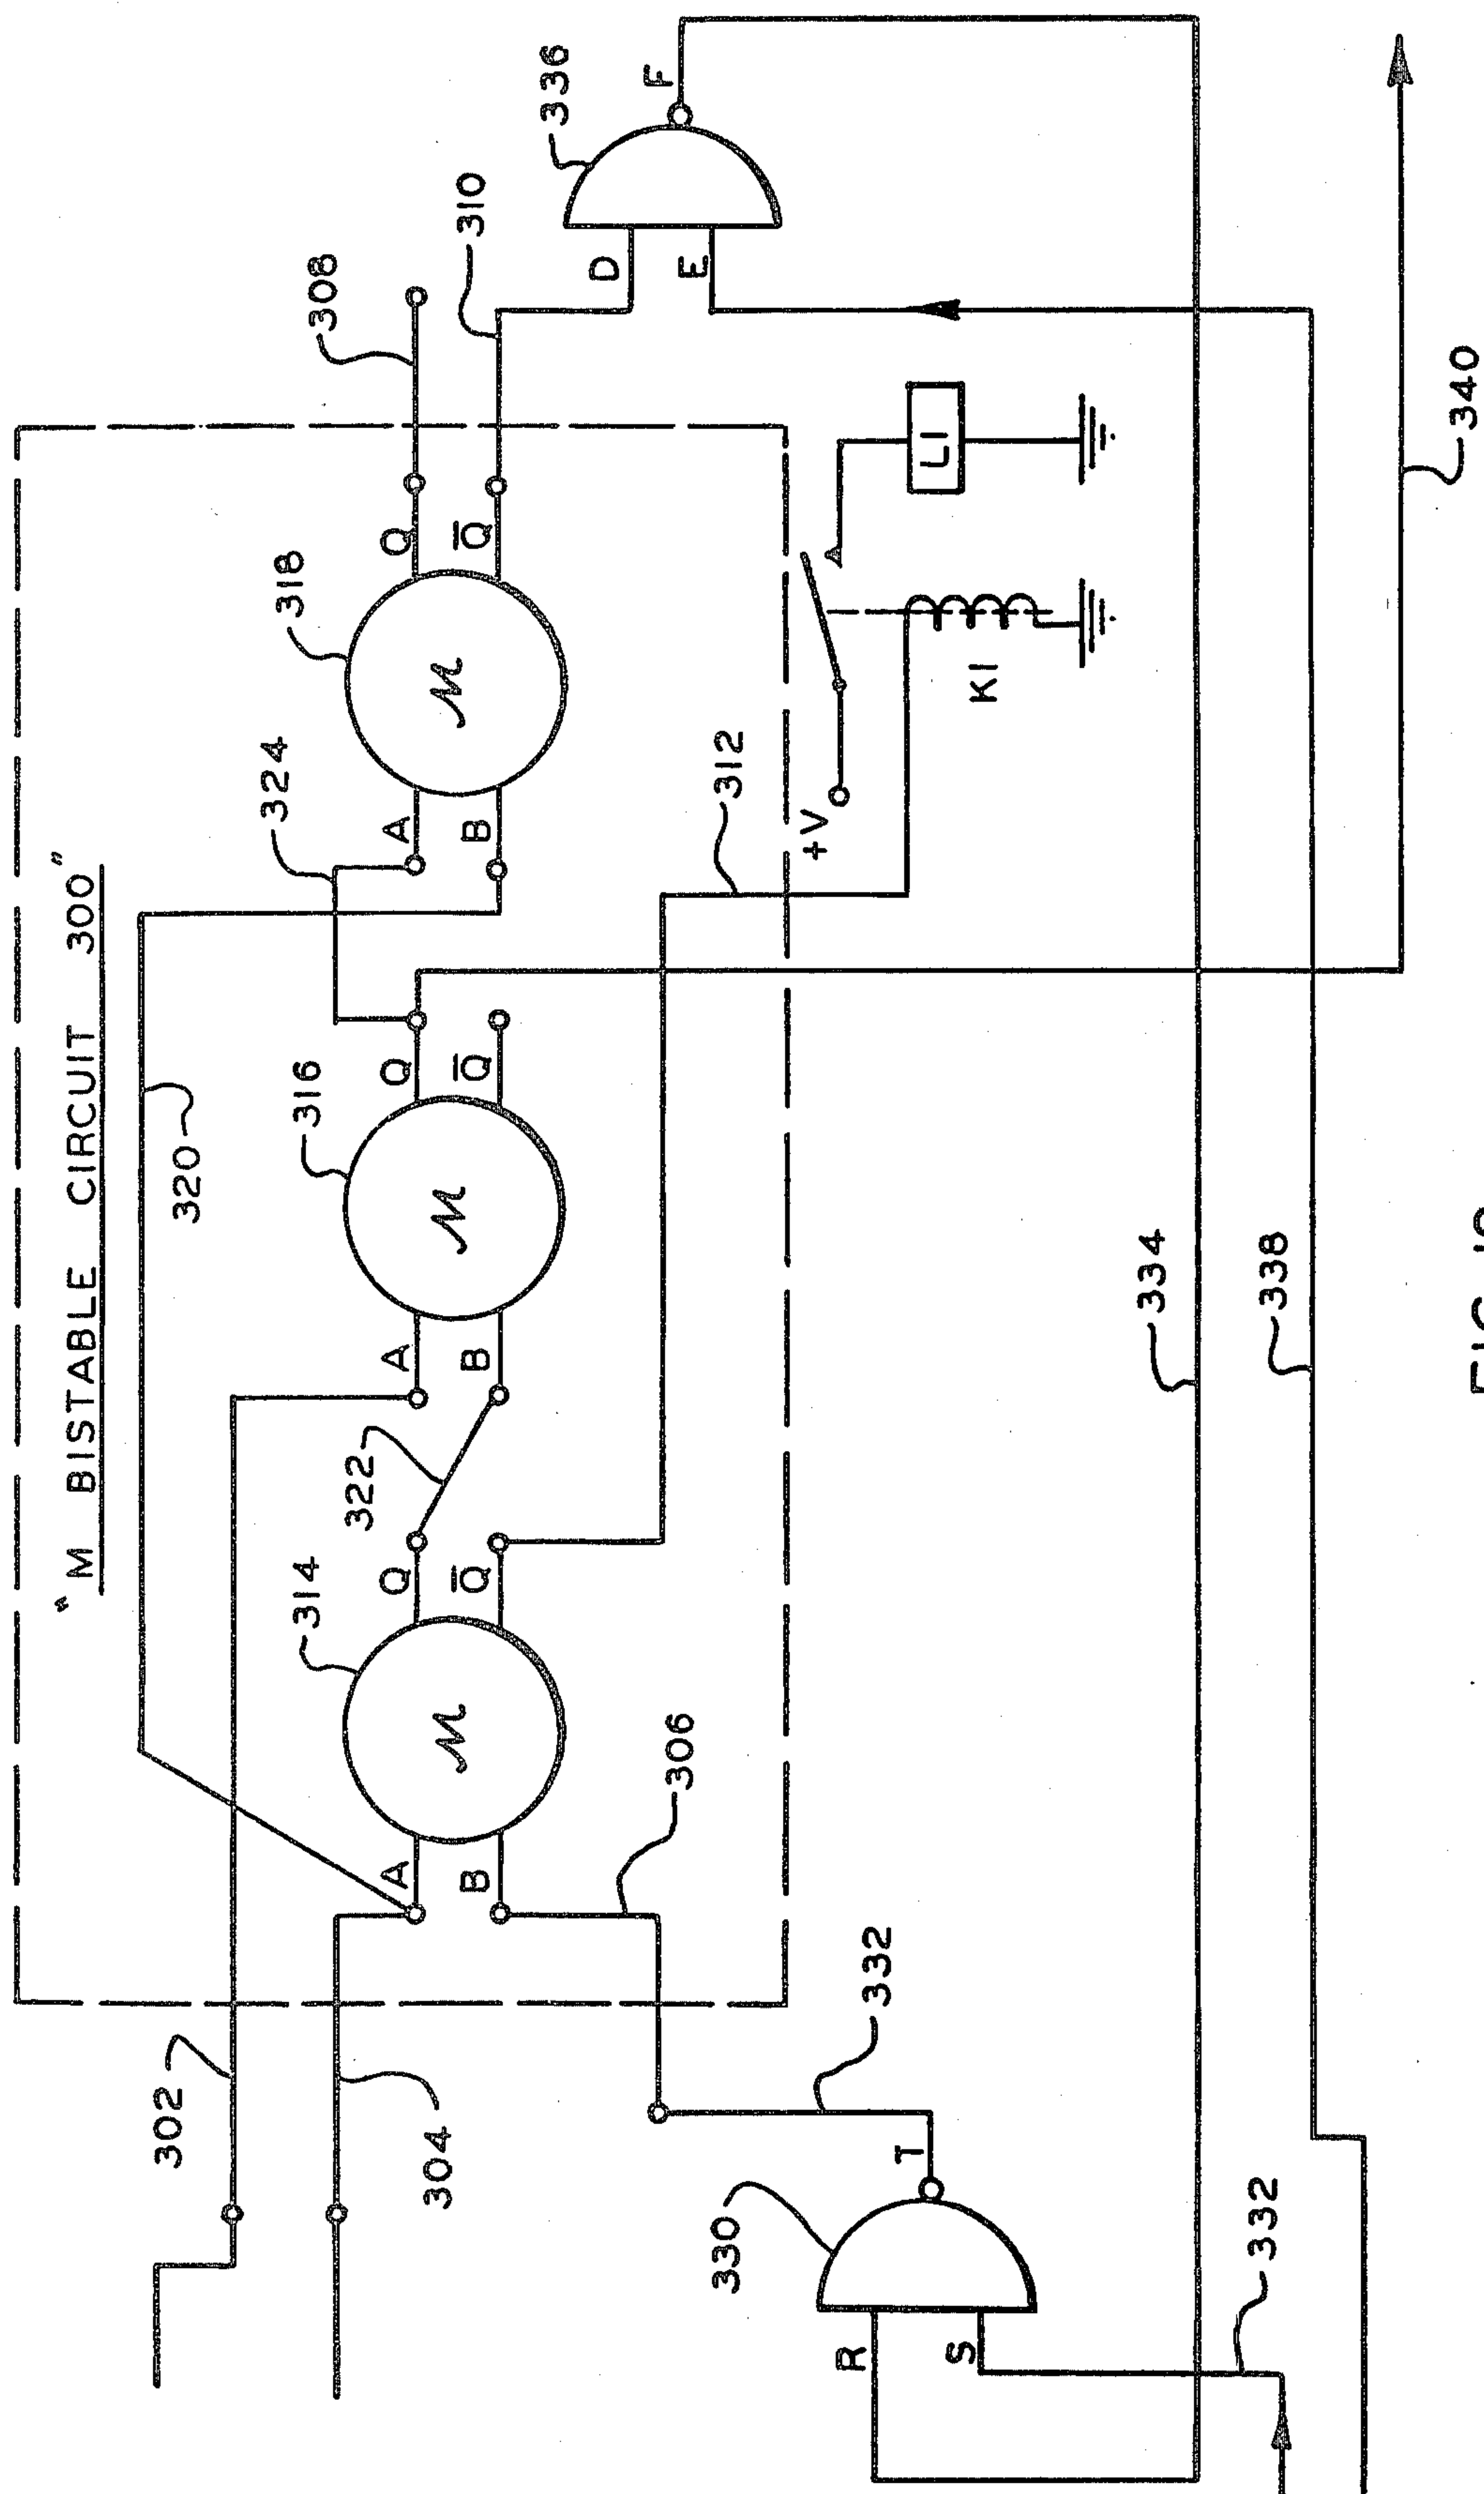 "M BISTABLE CIRCUIT 300"
302
320
304
314
322
316
324
318
308
A
Q
A
Q
A
Q
B
Q̅
B
Q̅
B
Q̅
310
336
306
312
D
E
F
330
332
R
S
T
+V
K1
L1
334
332
338
340
FIG